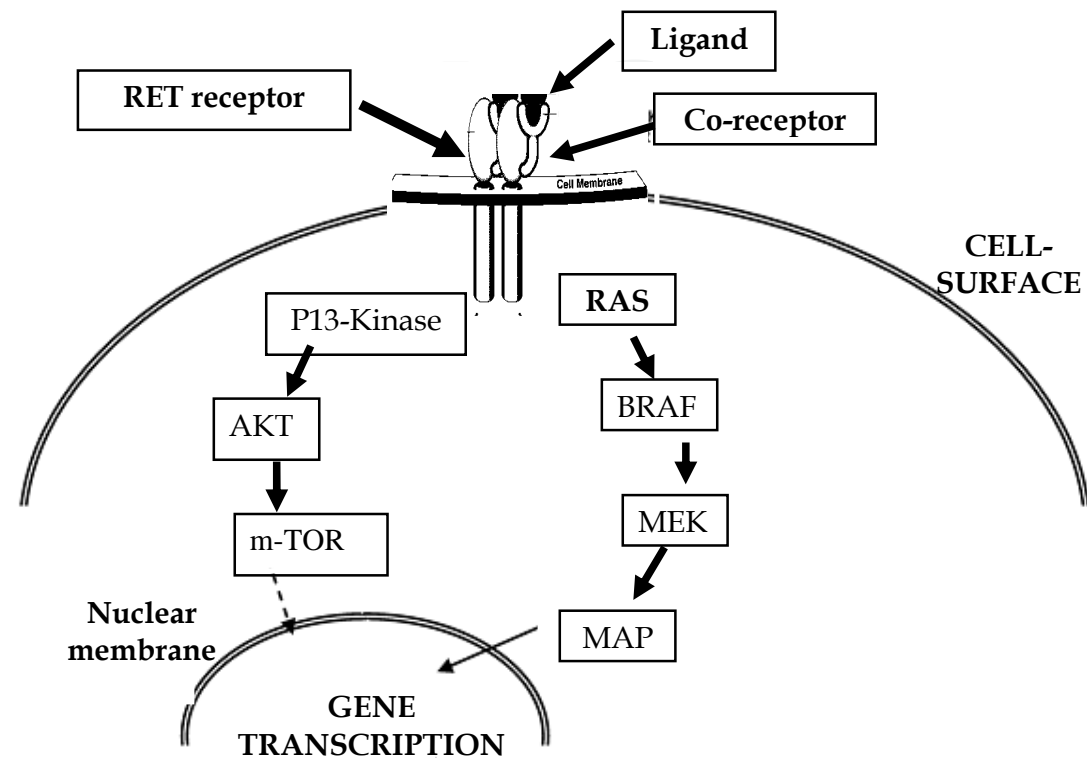 Ligand
RET receptor
Co-receptor
Cell Membrane
CELL-
SURFACE
P13-Kinase
RAS
AKT
BRAF
m-TOR
MEK
Nuclear
membrane
MAP
GENE
TRANSCRIPTION